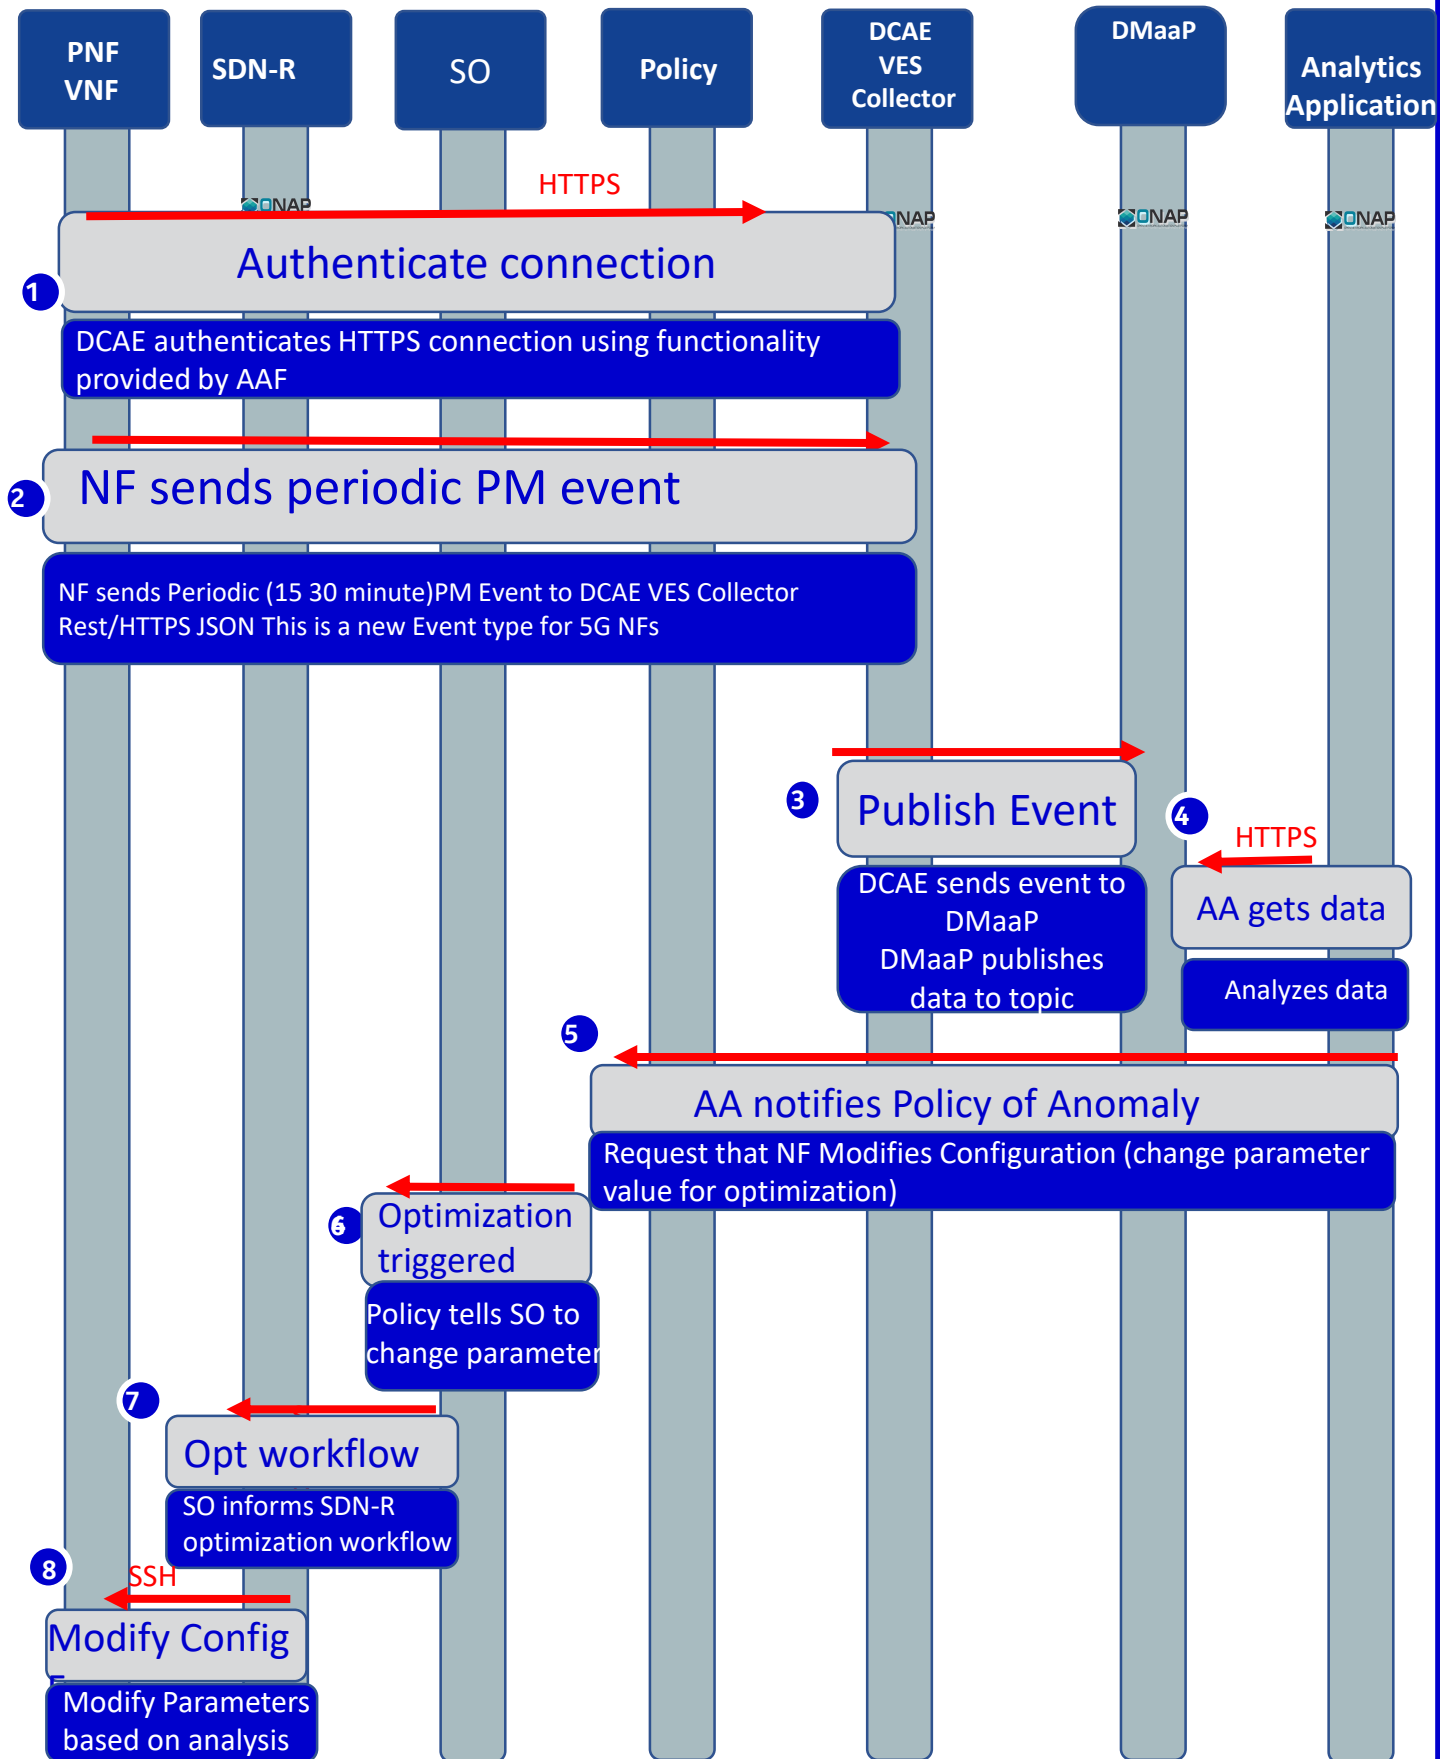 PNF
VNF
SDN-R
SO
Policy
DCAE
VES
Collector
DMaaP
Analytics
Application
HTTPS
ONAP
NAP
ONAP
ONAP
Authenticate connection
1
DCAE authenticates HTTPS connection using functionality
provided by AAF
2
NF sends periodic PM event
NF sends Periodic (15 30 minute)PM Event to DCAE VES Collector
Rest/HTTPS JSON This is a new Event type for 5G NFs
3
Publish Event
DCAE sends event to
DMaaP
DMaaP publishes
data to topic
4
HTTPS
AA gets data
Analyzes data
5
AA notifies Policy of Anomaly
Request that NF Modifies Configuration (change parameter
value for optimization)
6
Optimization
triggered
Policy tells SO to
change parameter
7
Opt workflow
SO informs SDN-R
optimization workflow
8
SSH
Modify Config
Modify Parameters
based on analysis